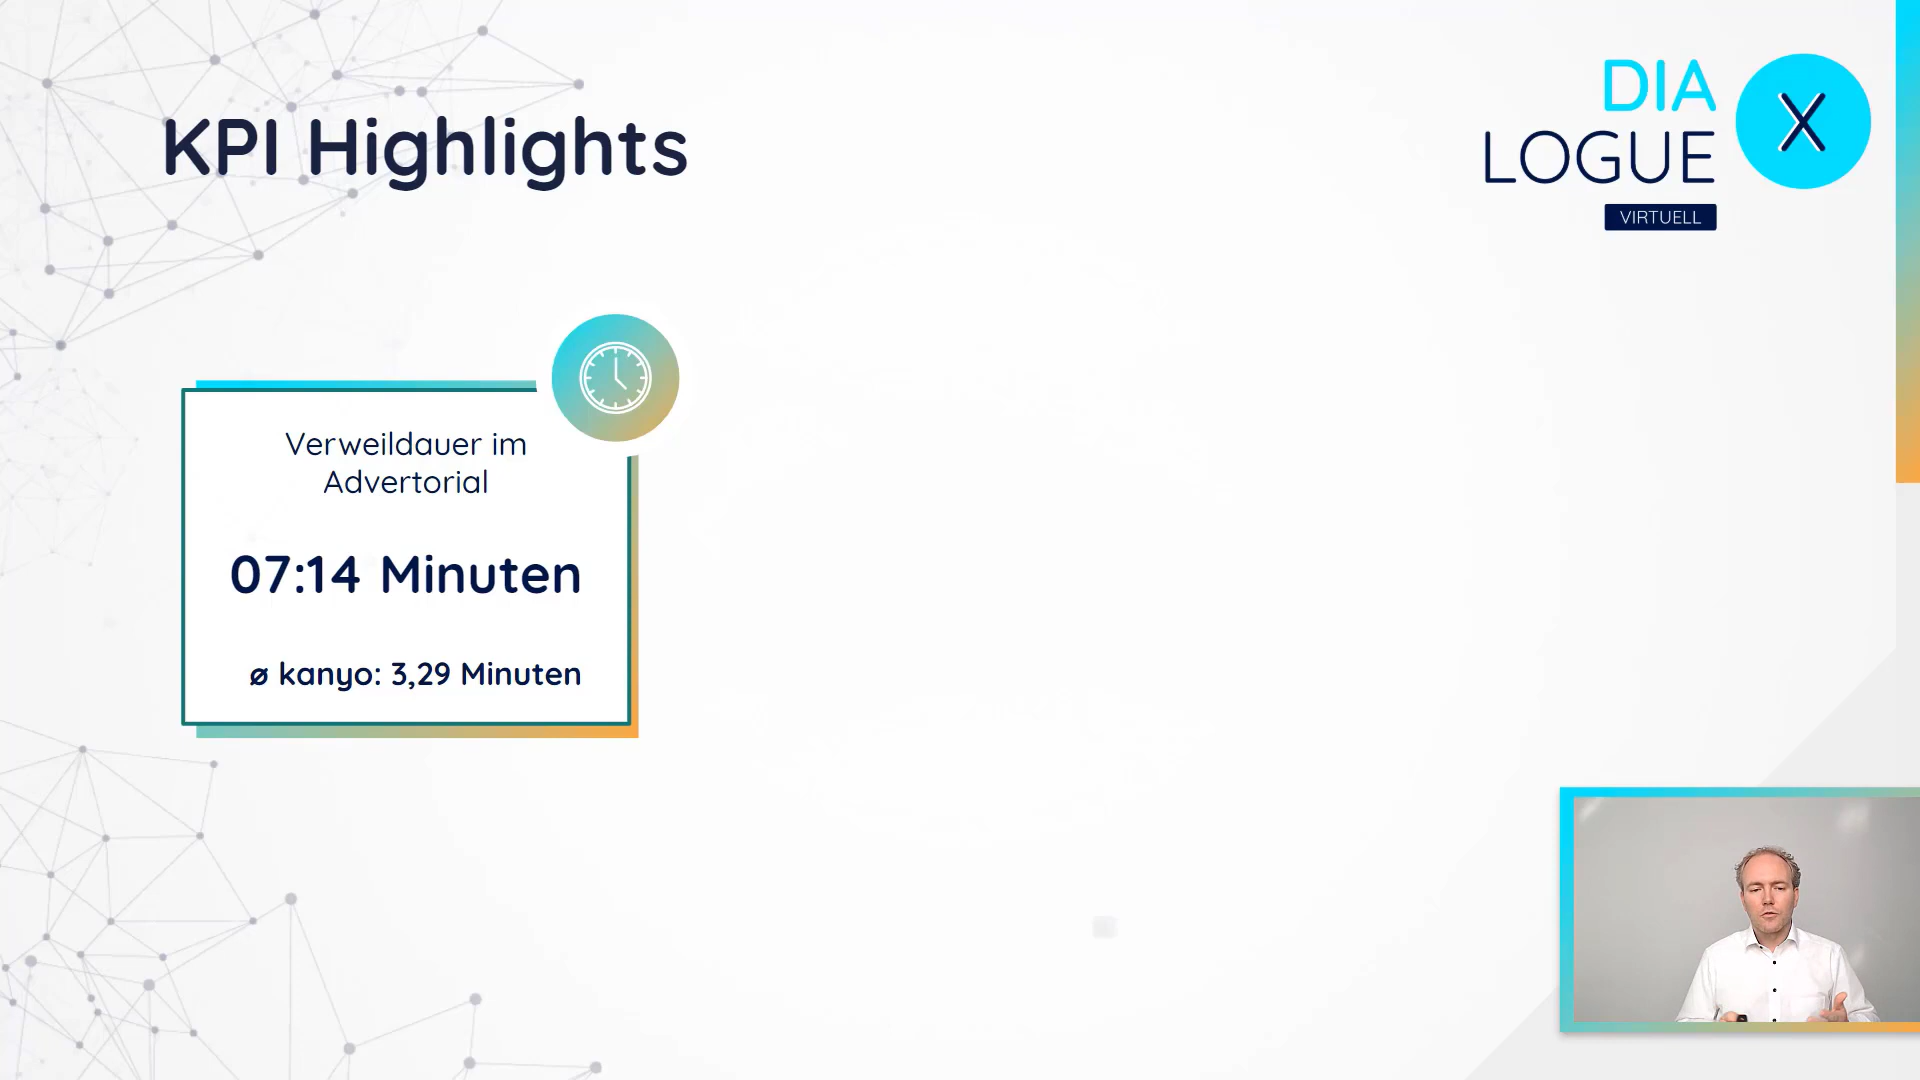 KPI Highlights
DIA
LOGUE
X
VIRTUELL
Verweildauer im
Advertorial
07:14 Minuten
ø kanyo: 3,29 Minuten